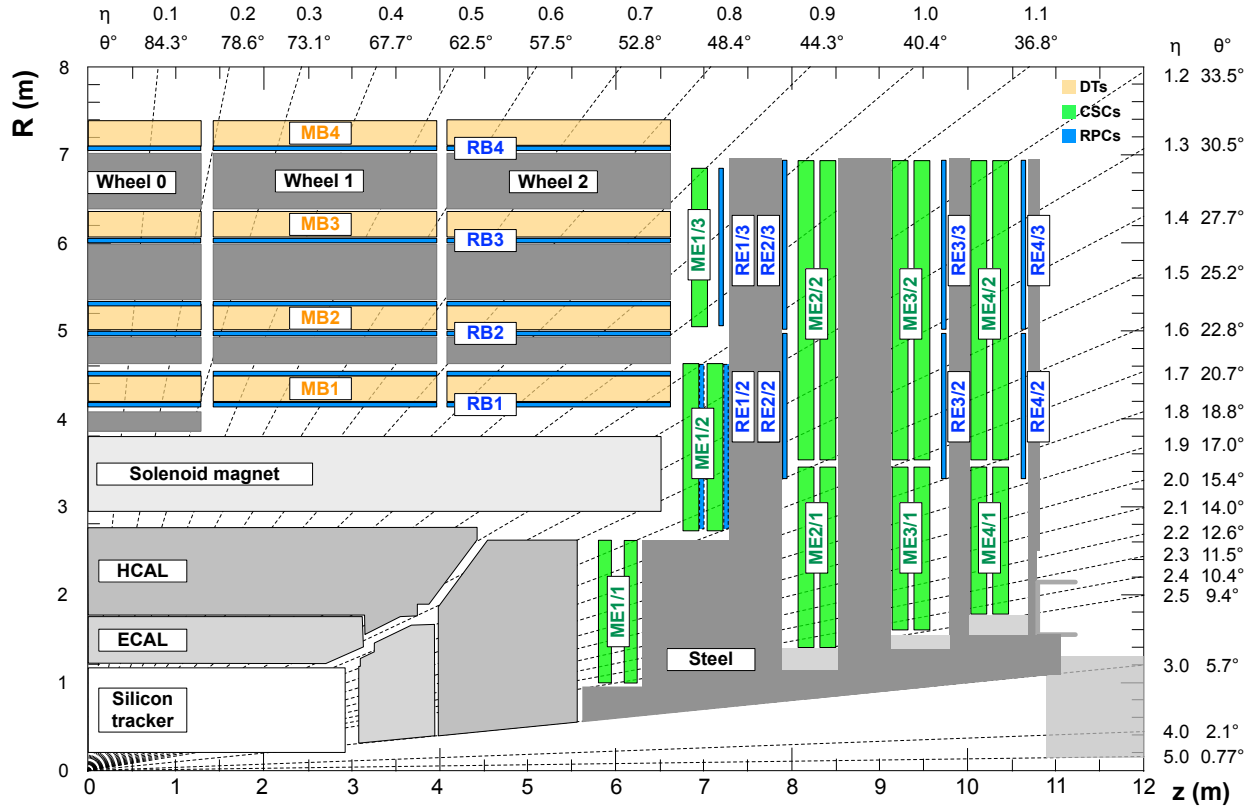 η 0.1 0.2 0.3 0.4 0.5 0.6 0.7 0.8 0.9 1.0 1.1
θ° 84.3° 78.6° 73.1° 67.7° 62.5° 57.5° 52.8° 48.4° 44.3° 40.4° 36.8° η θ°
R (m)
8
7
6
5
4
3
2
1
0
1.2 33.5°
1.3 30.5°
1.4 27.7°
1.5 25.2°
1.6 22.8°
1.7 20.7°
1.8 18.8°
1.9 17.0°
2.0 15.4°
2.1 14.0°
2.2 12.6°
2.3 11.5°
2.4 10.4°
2.5 9.4°
3.0 5.7°
4.0 2.1°
5.0 0.77°
DTs
CSCs
RPCs
MB4
RB4
Wheel 0 Wheel 1 Wheel 2
MB3
RB3
MB2
RB2
MB1
RB1
Solenoid magnet
HCAL
ECAL
Silicon
tracker
Steel
ME1/3
RE1/3
RE2/3
ME2/2
ME3/2
RE3/3
ME4/2
RE4/3
ME1/2
RE1/2
RE2/2
RE3/2
RE4/2
ME1/1
ME2/1
ME3/1
ME4/1
0 1 2 3 4 5 6 7 8 9 10 11 12 z (m)